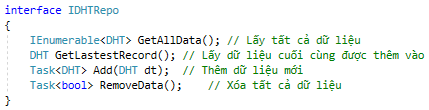 interface IDHTRepo
{
IEnumerable<DHT> GetAllData(); // Lấy tất cả dữ liệu
DHT GetLastestRecord(); // Lấy dữ liệu cuối cùng được thêm vào
Task<DHT> Add(DHT dt); // Thêm dữ liệu mới
Task<bool> RemoveData(); // Xóa tất cả dữ liệu
}